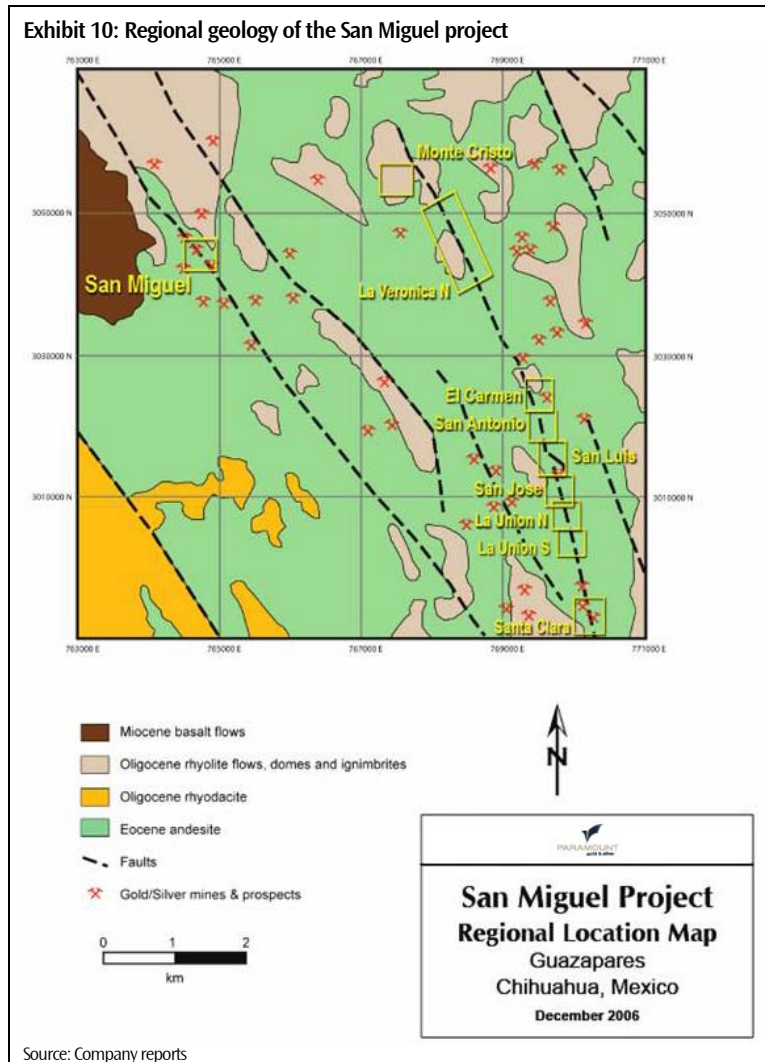 Exhibit 10: Regional geology of the San Miguel project
763000 E
765000 E
767000 E
769000 E
771000 E
Monte Cristo
3050000 N
3050000 N
San Miguel
La Veronica N
3030000 N
3030000 N
El Carmen
San Antonio
San Luis
San Jose
3010000 N
3010000 N
La Union N
La Union S
Santa Clara
763000 E
765000 E
767000 E
769000 E
771000 E
Miocene basalt flows
Oligocene rhyolite flows, domes and ignimbrites
Oligocene rhyodacite
Eocene andesite
Faults
Gold/Silver mines & prospects
0 1 2
km
N
PARAMOUNT
gold & silver
San Miguel Project
Regional Location Map
Guazapares
Chihuahua, Mexico
December 2006
Source: Company reports